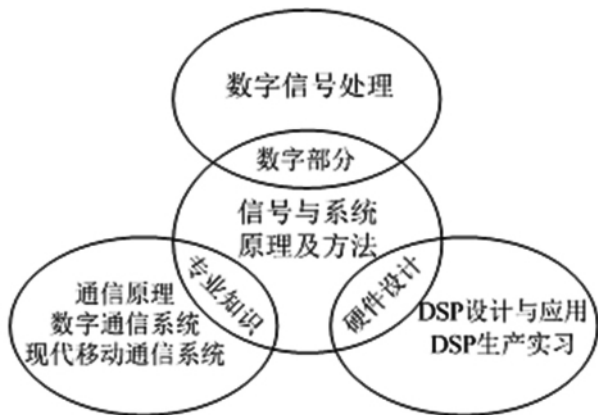 数字信号处理
数字部分
信号与系统
原理及方法
专业知识
硬件设计
通信原理
数字通信系统
现代移动通信系统
DSP设计与应用
DSP生产实习